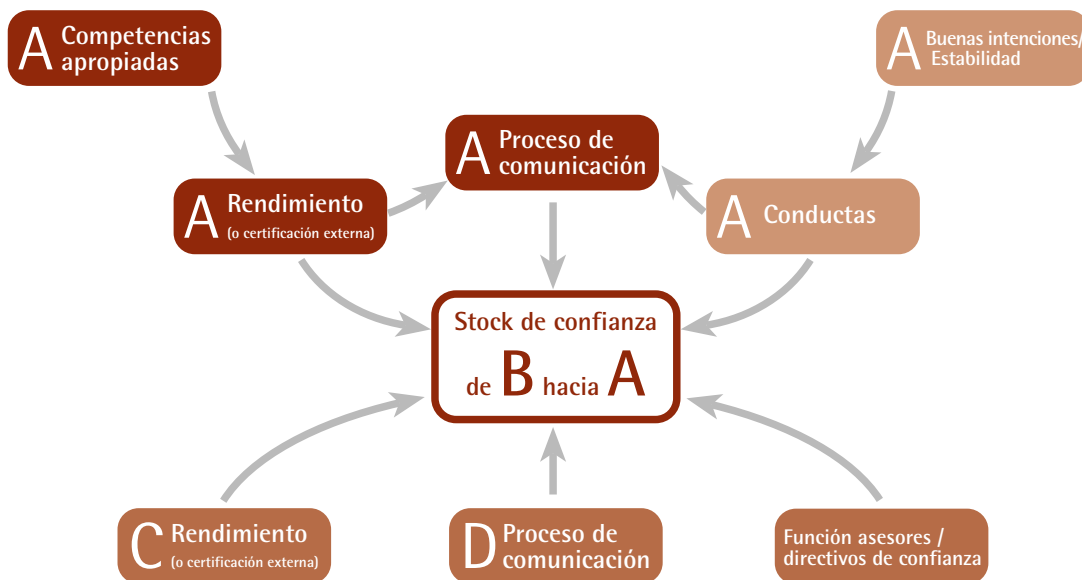 A Competencias
apropiadas
A Buenas intenciones/
Estabilidad
A Proceso de
comunicación
A Rendimiento
(o certificación externa)
A Conductas
Stock de confianza
de B hacia A
C Rendimiento
(o certificación externa)
D Proceso de
comunicación
Función asesores /
directivos de confianza